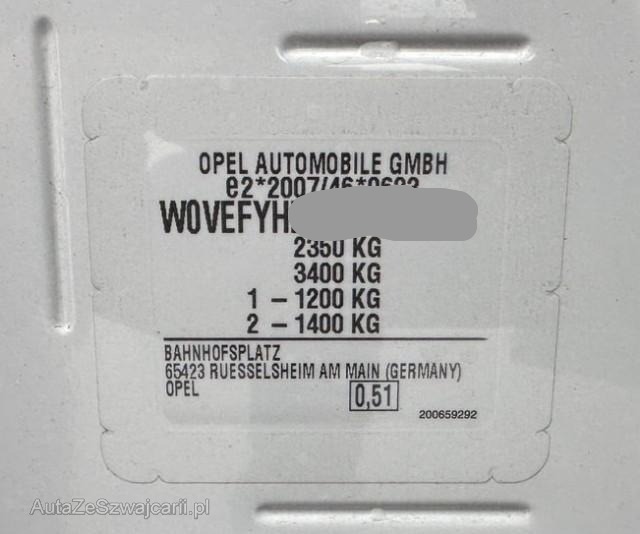 OPEL AUTOMOBILE GMBH
e2*2007/46*0623
W0VEFYH
2350 KG
3400 KG
1 – 1200 KG
2 – 1400 KG
BAHNHOFSPLATZ
65423 RUESSELSHEIM AM MAIN (GERMANY)
OPEL
0,51
200659292
AutaZeSzwajcarii.pl